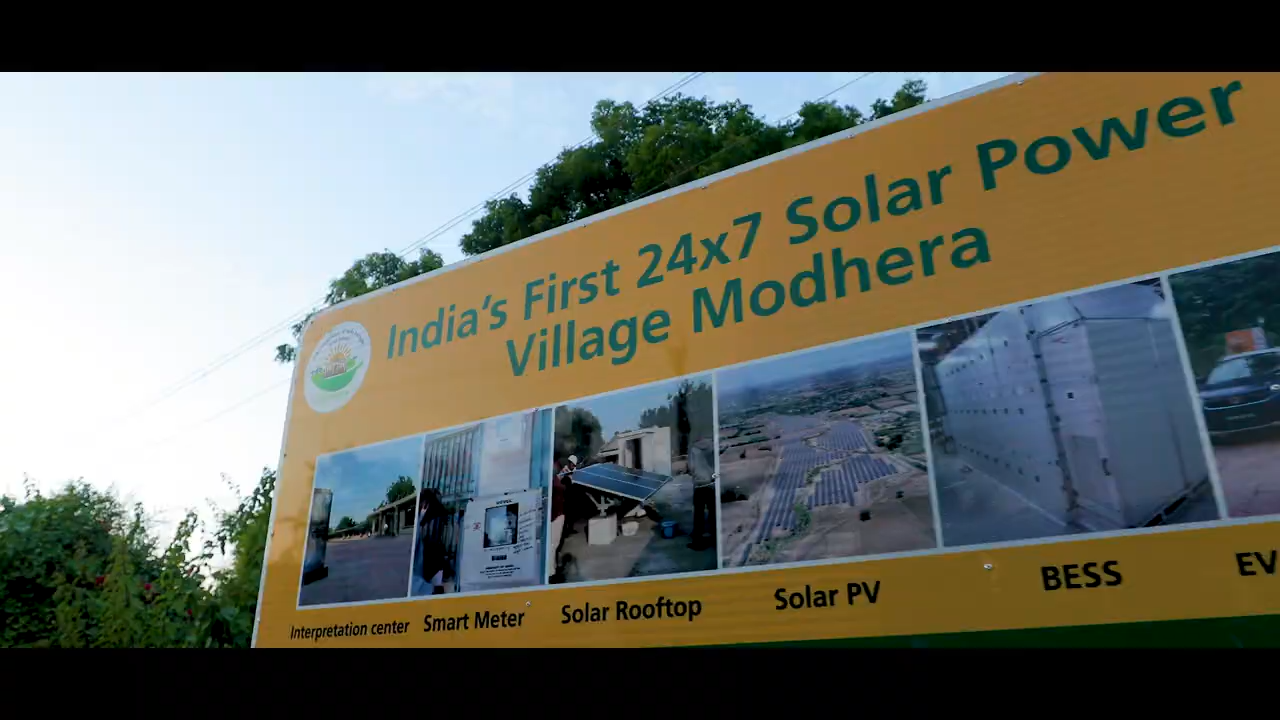 India's First 24x7 Solar Power
Village Modhera
Interpretation center
Smart Meter
Solar Rooftop
Solar PV
BESS
EV